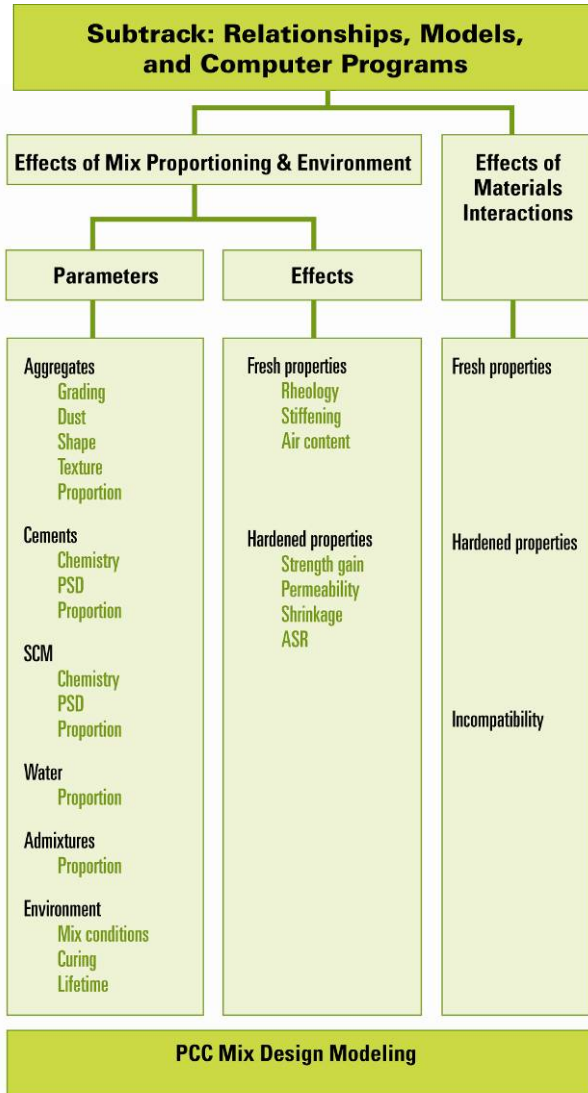 Subtrack: Relationships, Models,
and Computer Programs
Effects of Mix Proportioning & Environment
Effects of
Materials
Interactions
Parameters
Effects
Aggregates
Grading
Dust
Shape
Texture
Proportion
Cements
Chemistry
PSD
Proportion
SCM
Chemistry
PSD
Proportion
Water
Proportion
Admixtures
Proportion
Environment
Mix conditions
Curing
Lifetime
Fresh properties
Rheology
Stiffening
Air content
Hardened properties
Strength gain
Permeability
Shrinkage
ASR
Fresh properties
Hardened properties
Incompatibility
PCC Mix Design Modeling